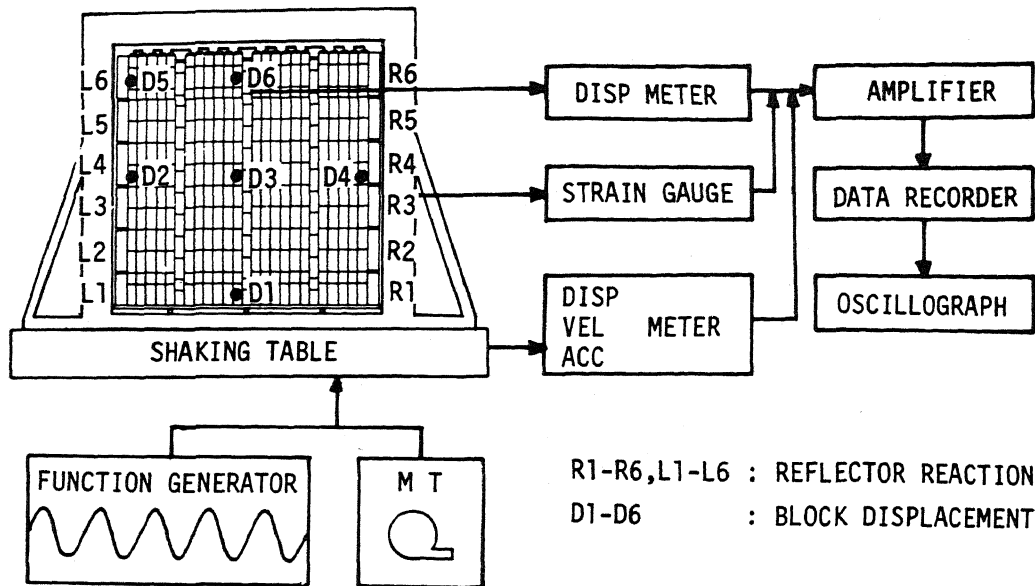 L6
D5
D6
R6
L5
R5
L4
D2
D3
D4
R4
L3
R3
L2
R2
L1
D1
R1
SHAKING TABLE
FUNCTION GENERATOR
M T
DISP METER
STRAIN GAUGE
DISP
VEL METER
ACC
AMPLIFIER
DATA RECORDER
OSCILLOGRAPH
R1-R6,L1-L6 : REFLECTOR REACTION
D1-D6 : BLOCK DISPLACEMENT